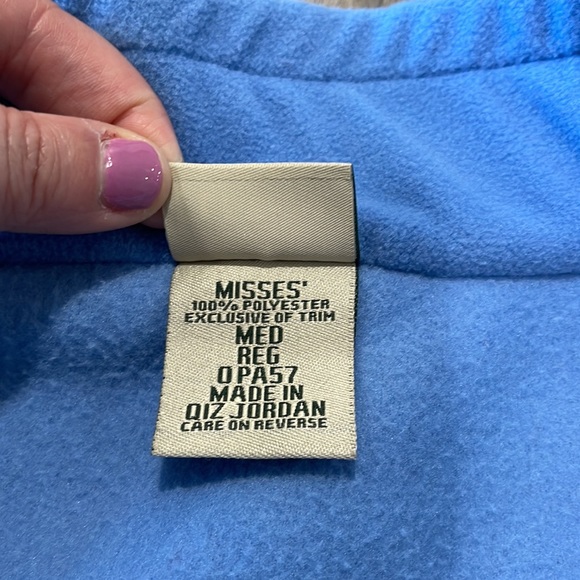 MISSES'
100% POLYESTER
EXCLUSIVE OF TRIM
MED
REG
0PA57
MADE IN
QIZ JORDAN
CARE ON REVERSE